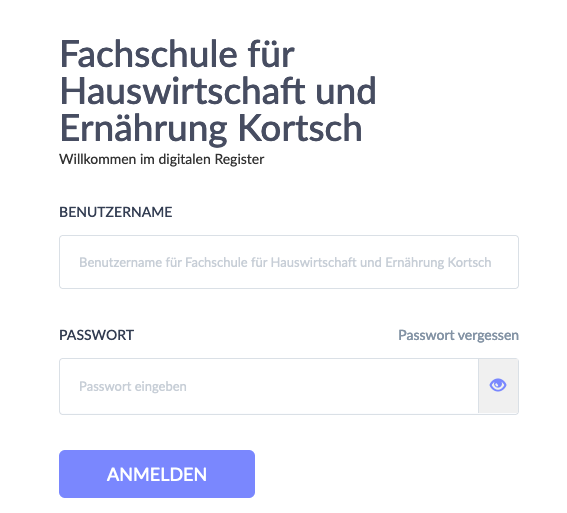 Fachschule für
Hauswirtschaft und
Ernährung Kortsch
Willkommen im digitalen Register
BENUTZERNAME
Benutzername für Fachschule für Hauswirtschaft und Ernährung Kortsch
PASSWORT
Passwort vergessen
Passwort eingeben
ANMELDEN